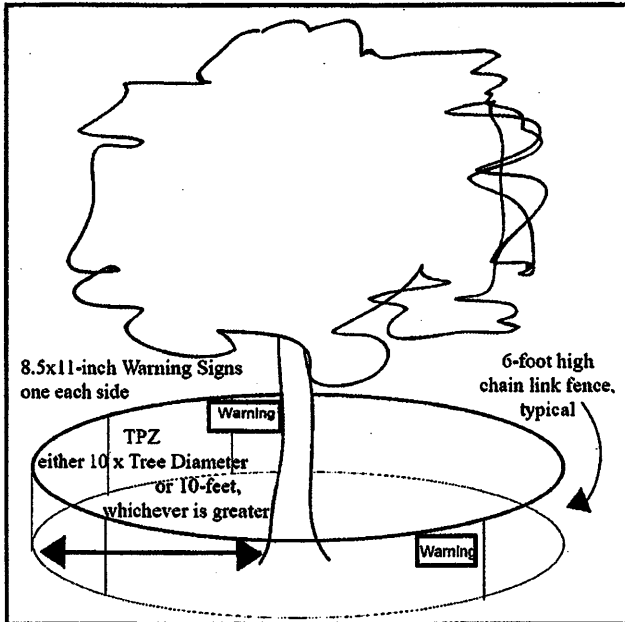 8.5x11-inch Warning Signs
one each side
6-foot high
chain link fence,
typical
Warning
TPZ
either 10 x Tree Diameter
or 10-feet,
whichever is greater
Warning